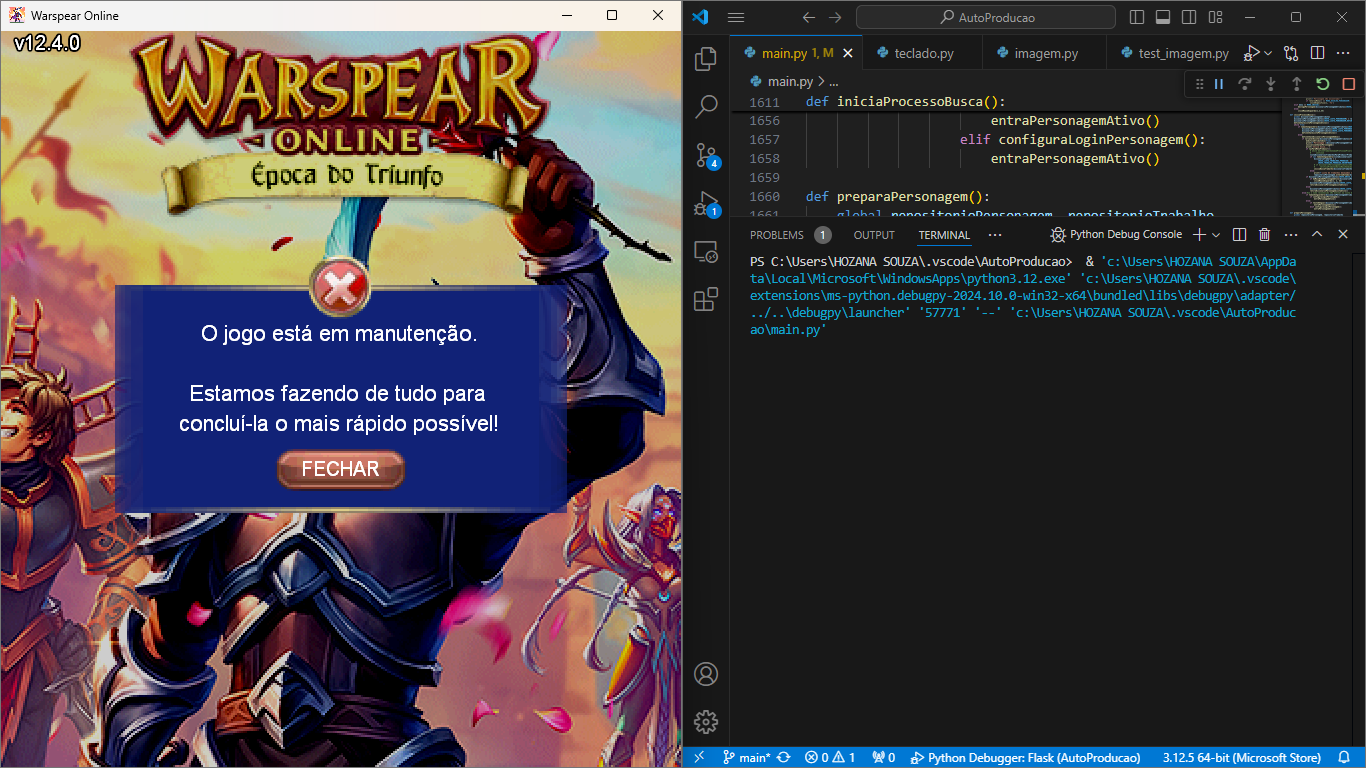 Warspear Online
v12.4.0
WARSPEAR
ONLINE
Época do Triunfo
O jogo está em manutenção.
Estamos fazendo de tudo para
concluí-la o mais rápido possível!
FECHAR
AutoProducao
main.py 1, M
teclado.py
imagem.py
test_imagem.py
main.py > ...
1611 def iniciaProcessoBusca():
1656 entraPersonagemAtivo()
1657 elif configuraLoginPersonagem():
1658 entraPersonagemAtivo()
1659
1660 def preparaPersonagem():
1661 global repositorioPersonagem, repositorioTrabalho
4
1
PROBLEMS 1 OUTPUT TERMINAL ... Python Debug Console
PS C:\Users\HOZANA SOUZA\.vscode\AutoProducao> & 'c:\Users\HOZANA SOUZA\AppDa
ta\Local\Microsoft\WindowsApps\python3.12.exe' 'c:\Users\HOZANA SOUZA\.vscode\
extensions\ms-python.debugpy-2024.10.0-win32-x64\bundled\libs\debugpy\adapter/
../..\debugpy\launcher' '57771' '--' 'c:\Users\HOZANA SOUZA\.vscode\AutoProduc
ao\main.py'
main* 0 1 0 Python Debugger: Flask (AutoProducao) 3.12.5 64-bit (Microsoft Store)